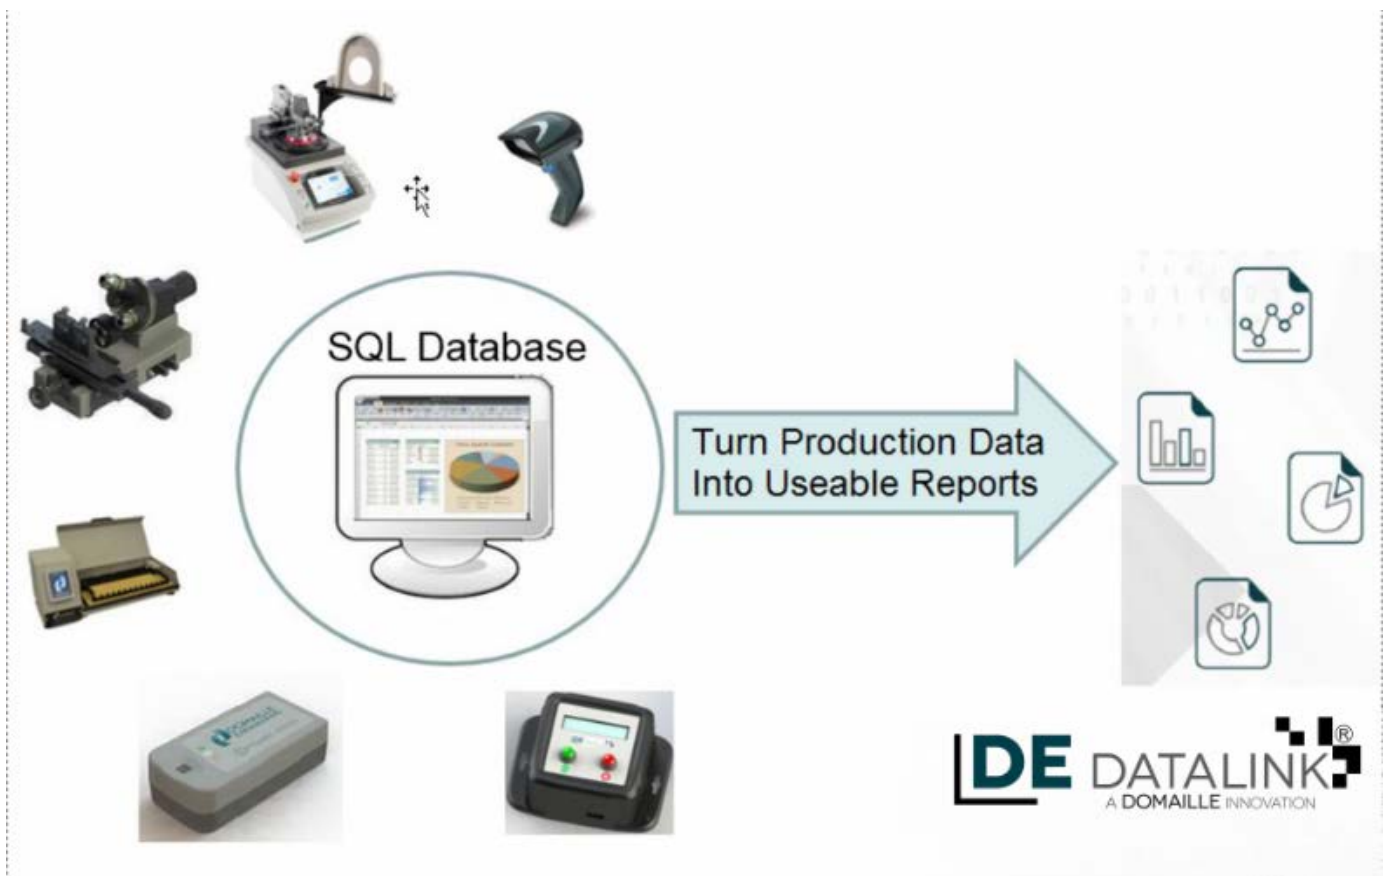 SQL Database
Turn Production Data
Into Useable Reports
DE DATALINK®
A DOMAILLE INNOVATION